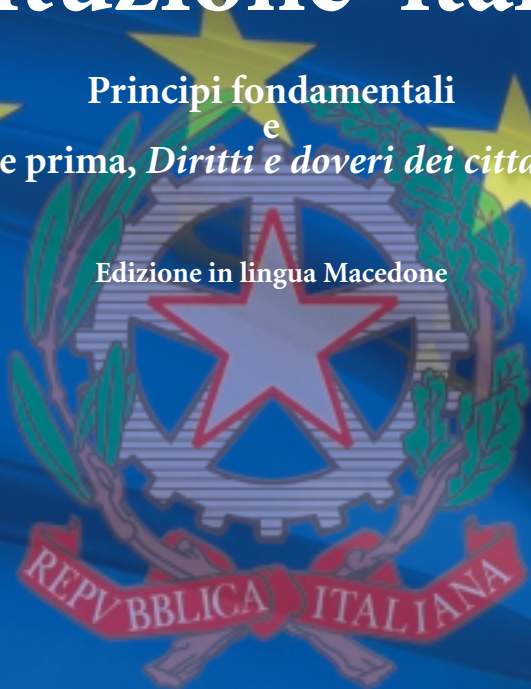 Principi fondamentali
e
e prima, Diritti e doveri dei citta
Edizione in lingua Macedone
REPVBBLICA ITALIANA